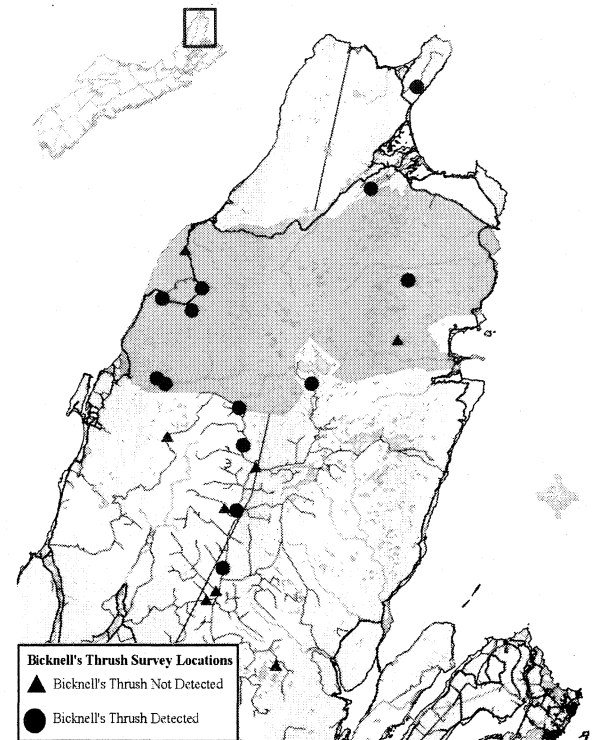 Bicknell's Thrush Survey Locations
Bicknell's Thrush Not Detected
Bicknell's Thrush Detected